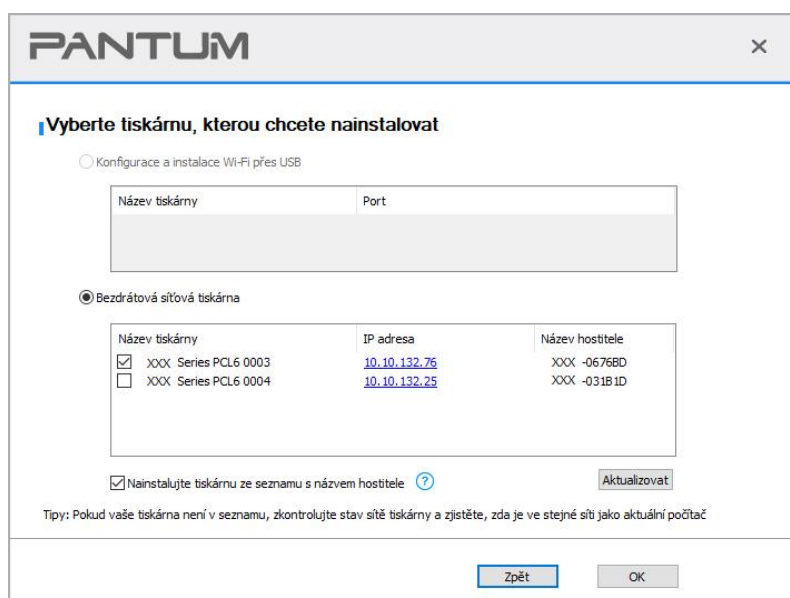 PANTUM
Vyberte tiskárnu, kterou chcete nainstalovat
Konfigurace a instalace Wi-Fi přes USB
Název tiskárny Port
Bezdrátová síťová tiskárna
Název tiskárny IP adresa Název hostitele
XXX Series PCL6 0003 10.10.132.76 XXX -0676BD
XXX Series PCL6 0004 10.10.132.25 XXX -031B1D
Nainstalujte tiskárnu ze seznamu s názvem hostitele ? Aktualizovat
Tipy: Pokud vaše tiskárna není v seznamu, zkontrolujte stav sítě tiskárny a zjistěte, zda je ve stejné síti jako aktuální počítač
Zpět OK